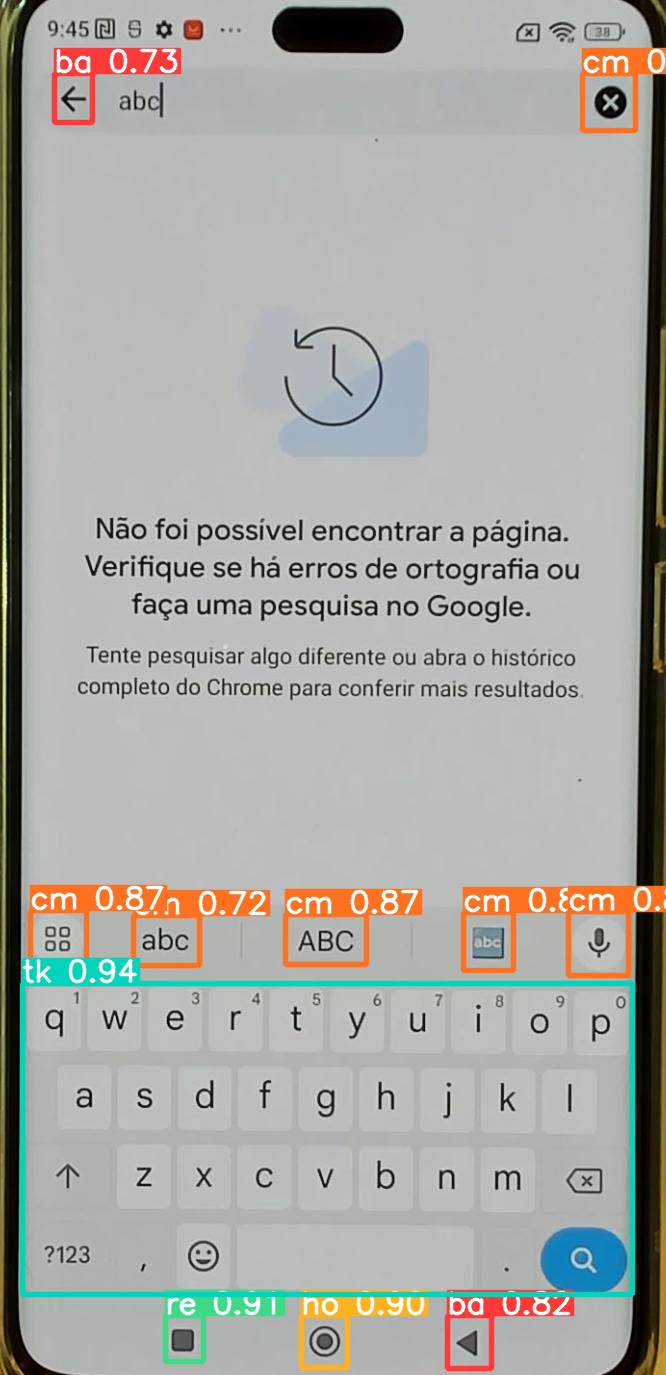 9:45 38
ba 0.73 cm 0
abc
Não foi possível encontrar a página.
Verifique se há erros de ortografia ou
faça uma pesquisa no Google.
Tente pesquisar algo diferente ou abra o histórico
completo do Chrome para conferir mais resultados.
cm 0.87 0.72 cm 0.87 cm 0.8 cm 0.8
abc ABC abc
tk 0.94
1 2 3 4 5 6 7 8 9 0
q w e r t y u i o p
a s d f g h j k l
z x c v b n m
?123 , .
re 0.91 ho 0.90 ba 0.82